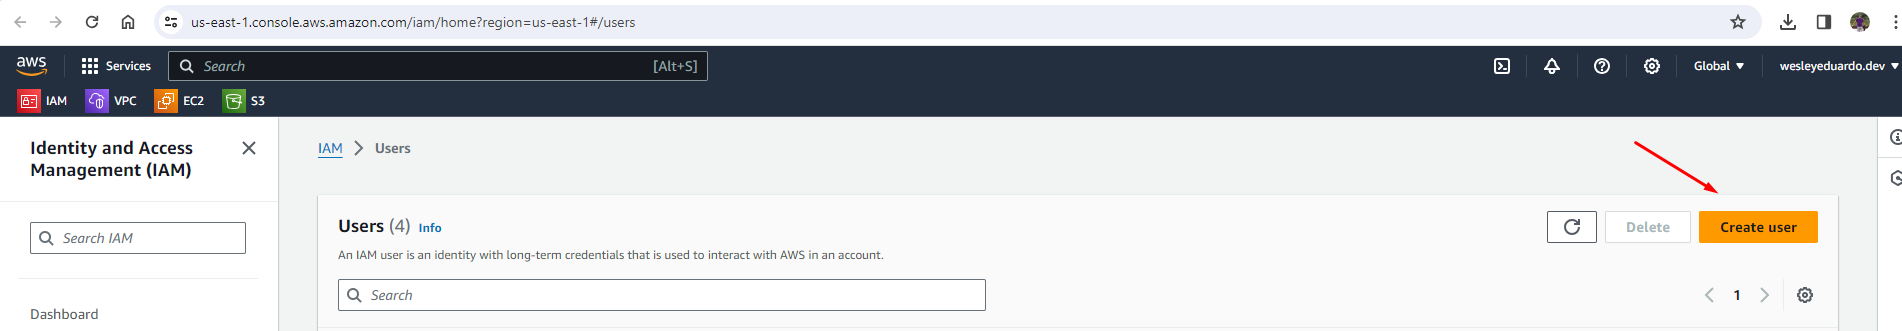 us-east-1.console.aws.amazon.com/iam/home?region=us-east-1#/users
aws Services Search [Alt+S] Global wesleyeduardo.dev
IAM VPC EC2 S3
Identity and Access
Management (IAM)
Search IAM
Dashboard
IAM Users
Users (4) Info Delete Create user
An IAM user is an identity with long-term credentials that is used to interact with AWS in an account.
Search 1